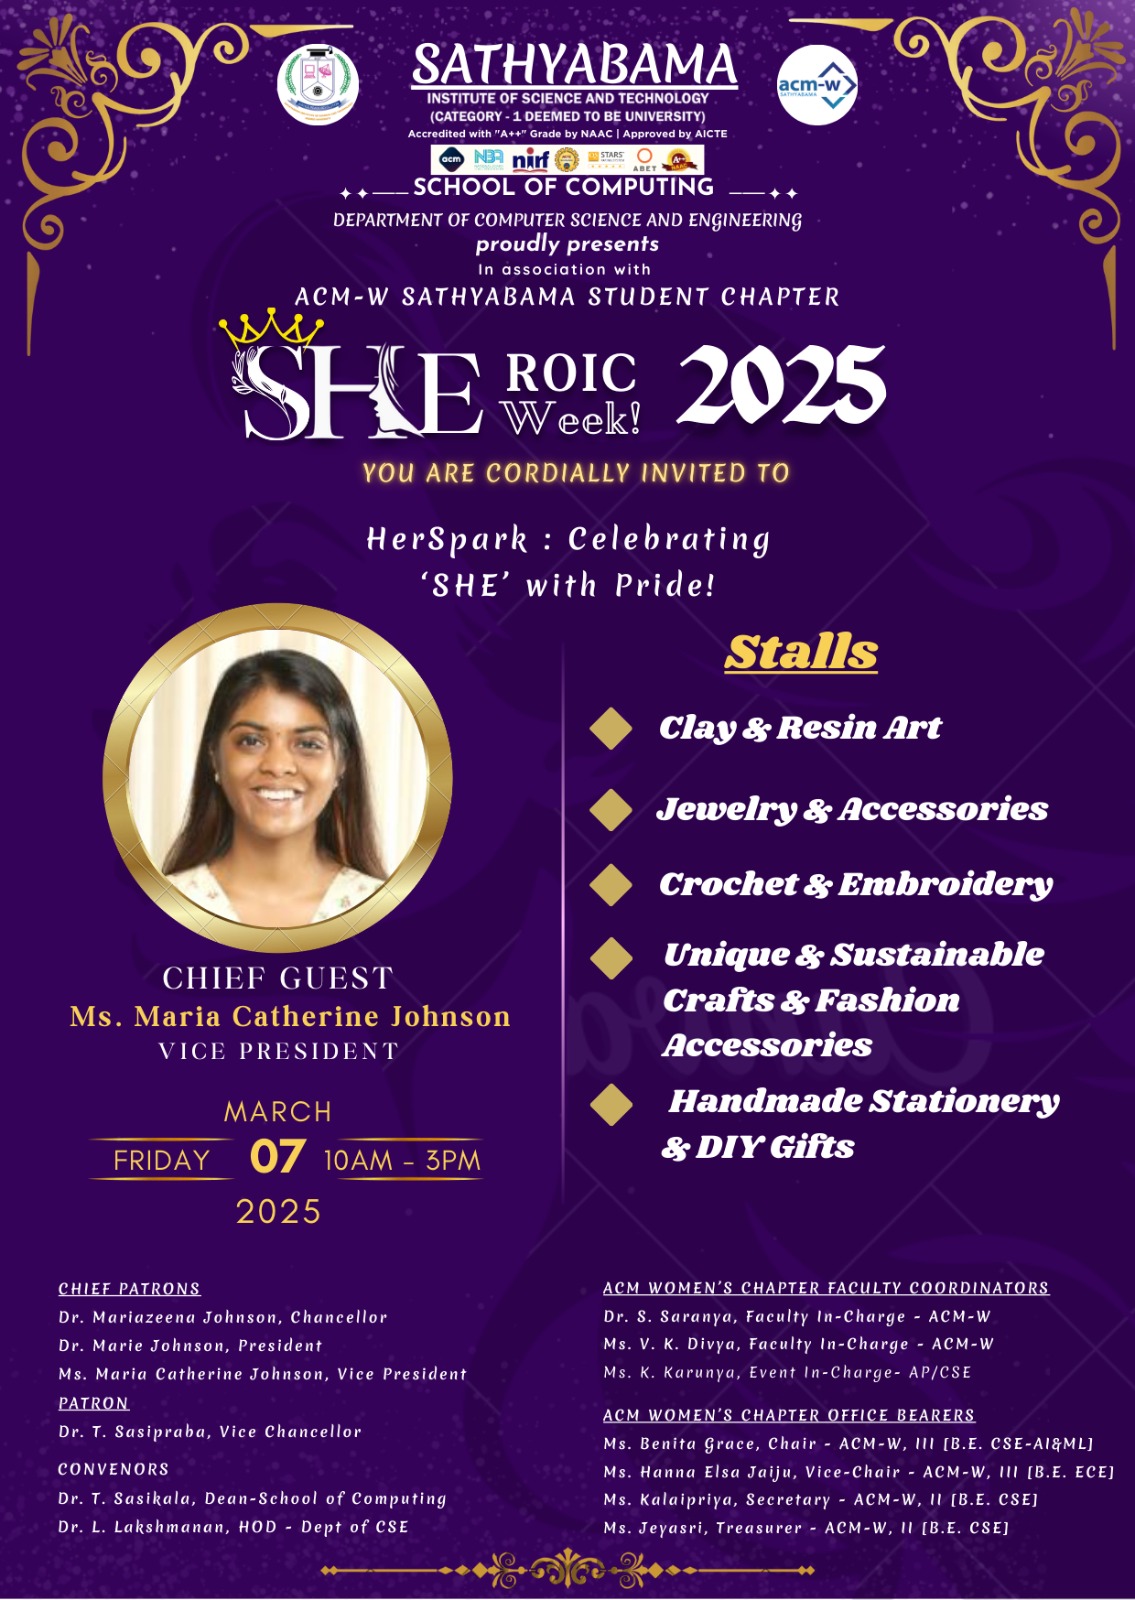 SATHYABAMA
INSTITUTE OF SCIENCE AND TECHNOLOGY
(CATEGORY - 1 DEEMED TO BE UNIVERSITY)
Accredited with "A++" Grade by NAAC | Approved by AICTE
acm-w
SATHYABAMA
acm NBA nirf STARS ABET A++
SCHOOL OF COMPUTING
DEPARTMENT OF COMPUTER SCIENCE AND ENGINEERING
proudly presents
In association with
ACM-W SATHYABAMA STUDENT CHAPTER
SHE ROIC Week! 2025
YOU ARE CORDIALLY INVITED TO
HerSpark : Celebrating
‘SHE’ with Pride!
CHIEF GUEST
Ms. Maria Catherine Johnson
VICE PRESIDENT
MARCH
FRIDAY 07 10AM - 3PM
2025
Stalls
Clay & Resin Art
Jewelry & Accessories
Crochet & Embroidery
Unique & Sustainable
Crafts & Fashion
Accessories
Handmade Stationery
& DIY Gifts
CHIEF PATRONS
Dr. Mariazeena Johnson, Chancellor
Dr. Marie Johnson, President
Ms. Maria Catherine Johnson, Vice President
PATRON
Dr. T. Sasipraba, Vice Chancellor
CONVENORS
Dr. T. Sasikala, Dean-School of Computing
Dr. L. Lakshmanan, HOD - Dept of CSE
ACM WOMEN'S CHAPTER FACULTY COORDINATORS
Dr. S. Saranya, Faculty In-Charge - ACM-W
Ms. V. K. Divya, Faculty In-Charge - ACM-W
Ms. K. Karunya, Event In-Charge- AP/CSE
ACM WOMEN'S CHAPTER OFFICE BEARERS
Ms. Benita Grace, Chair - ACM-W, III [B.E. CSE-AI&ML]
Ms. Hanna Elsa Jaiju, Vice-Chair - ACM-W, III [B.E. ECE]
Ms. Kalaipriya, Secretary - ACM-W, II [B.E. CSE]
Ms. Jeyasri, Treasurer - ACM-W, II [B.E. CSE]